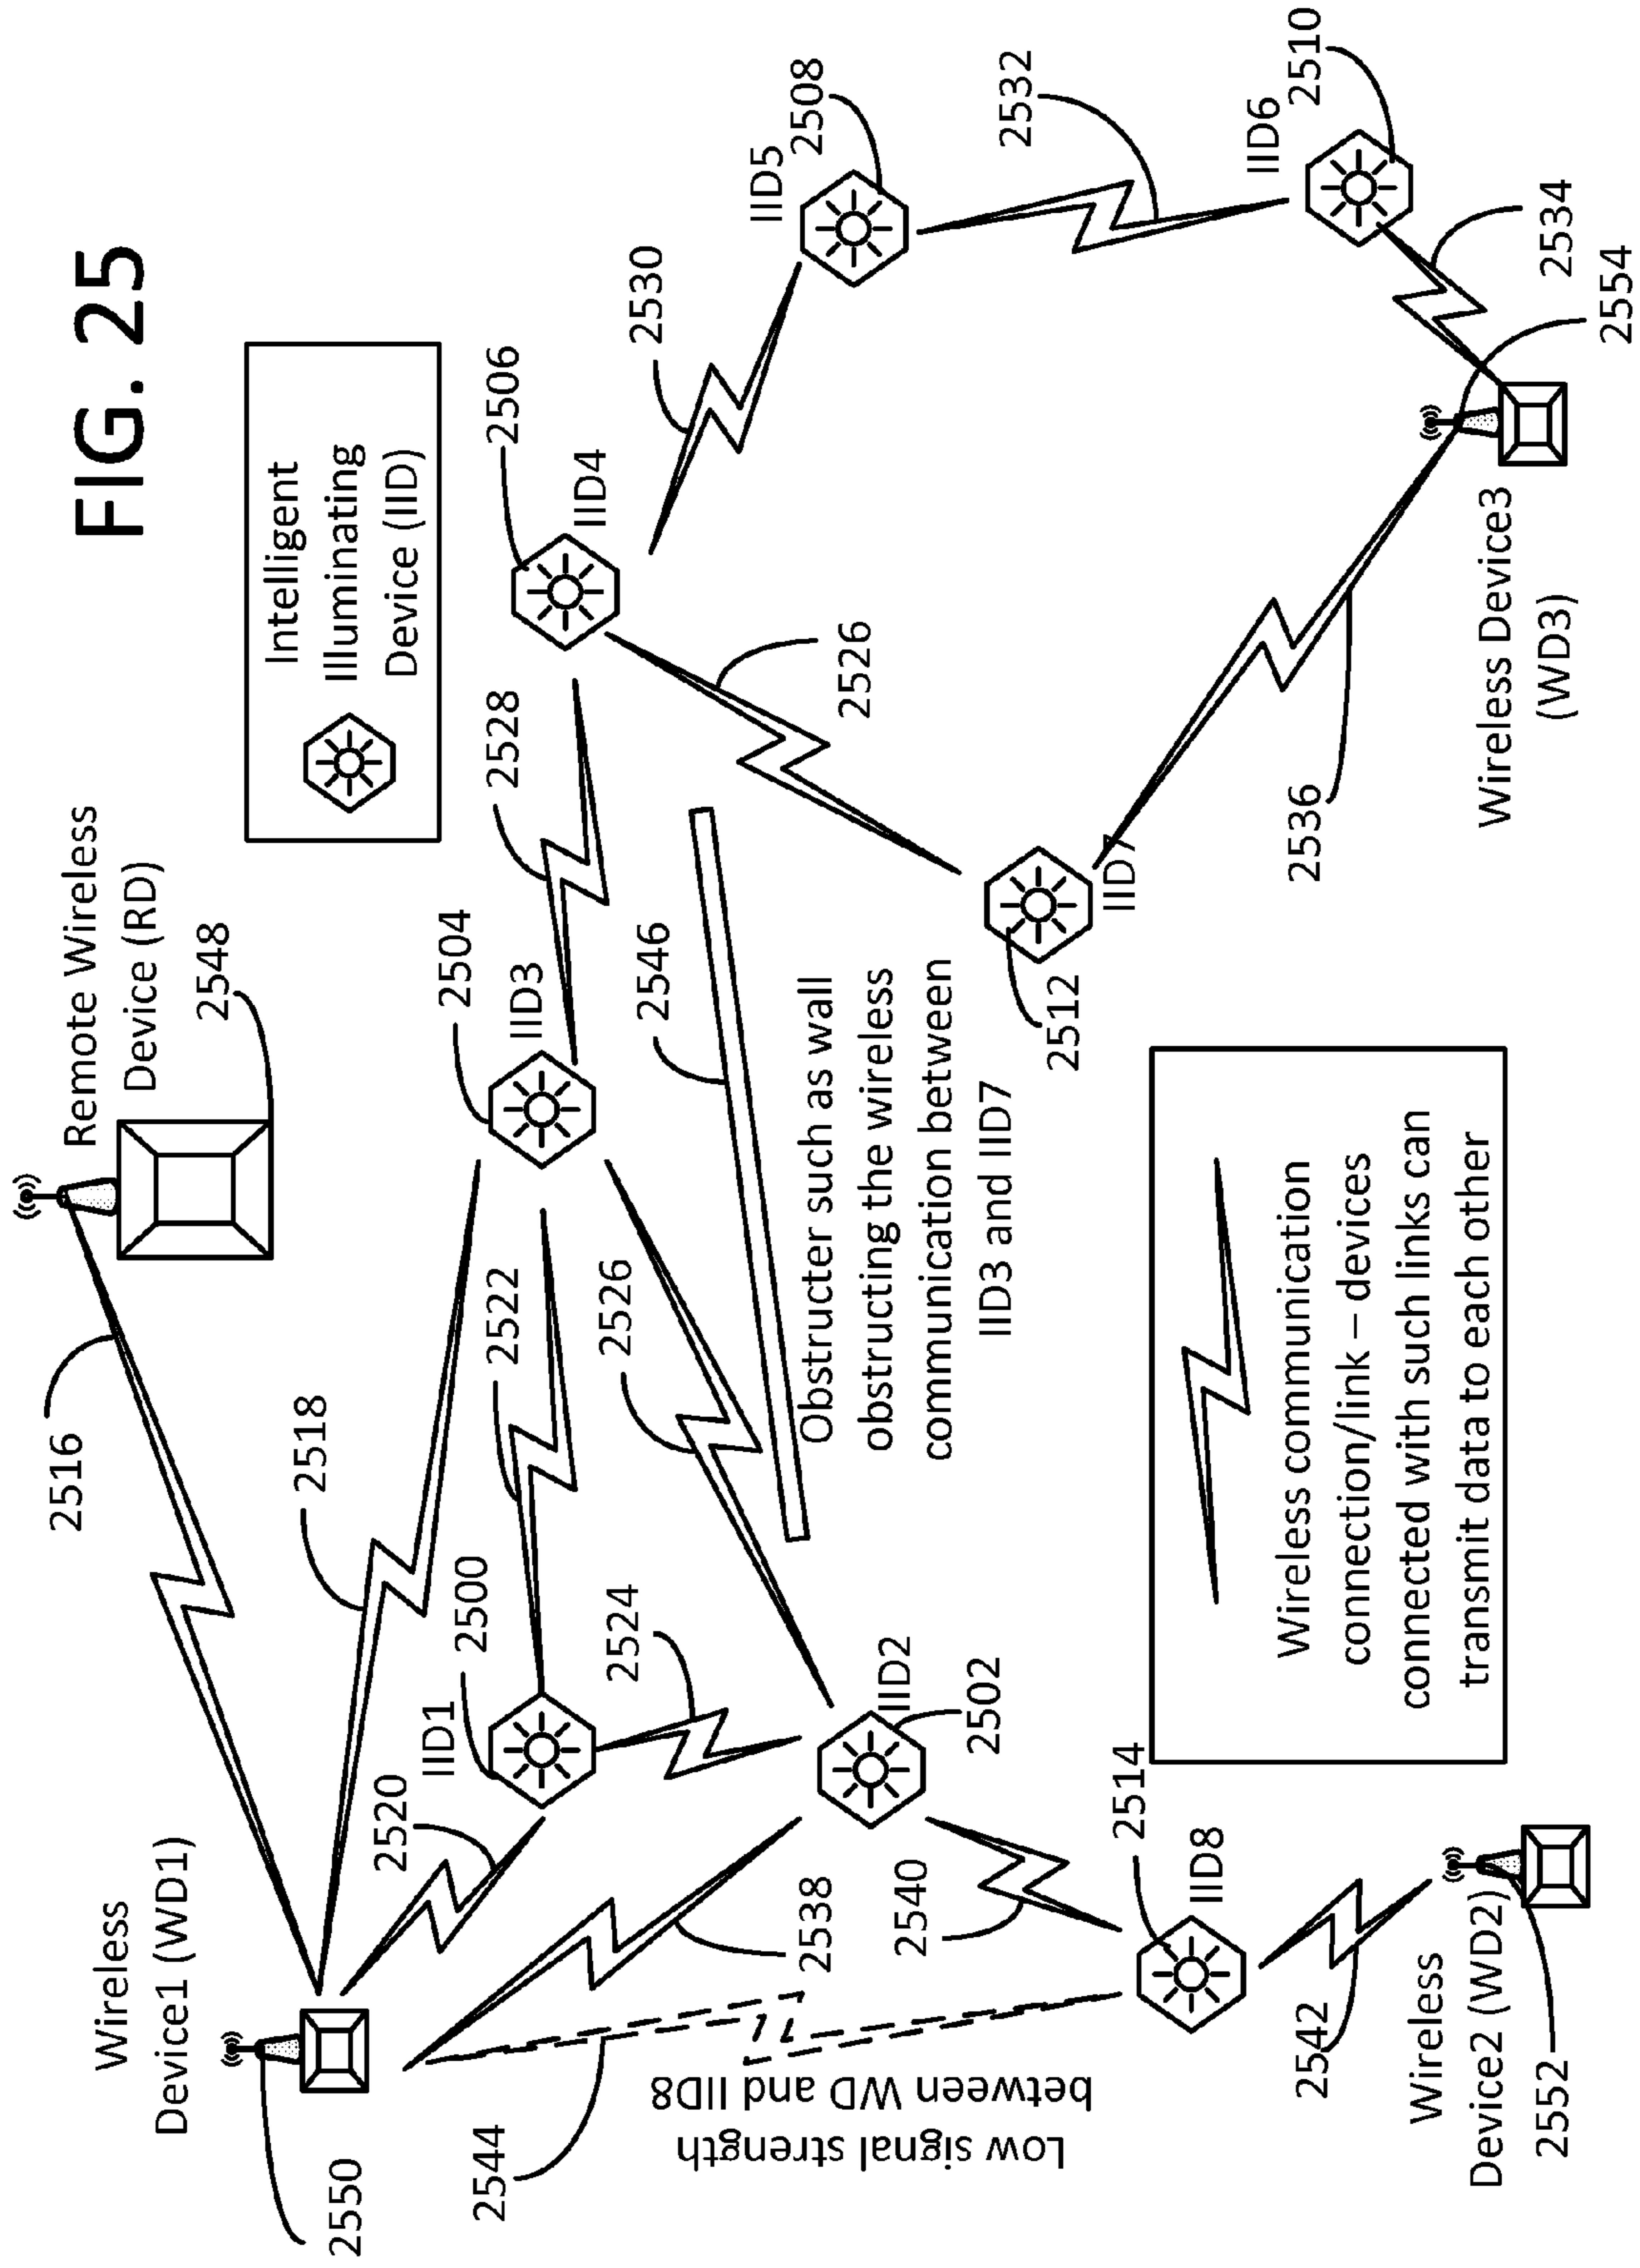 FIG. 25
Remote Wireless
Device (RD)
2548
Intelligent
Illuminating
Device (IID)
Wireless
Device1 (WD1)
2550
2516
2518
2520
IID1
2500
2522
2504
IID3
2528
2506
IID4
2530
IID5
2508
2532
IID6
2510
2534
2554
2544
Low signal strength
between WD and IID8
2538
2524
2526
2546
2526
IID2
2502
2540
Obstructer such as wall
obstructing the wireless
communication between
IID3 and IID7
2512
IID7
2536
2514
IID8
2542
Wireless
Device2 (WD2)
2552
Wireless communication
connection/link – devices
connected with such links can
transmit data to each other
Wireless Device3
(WD3)